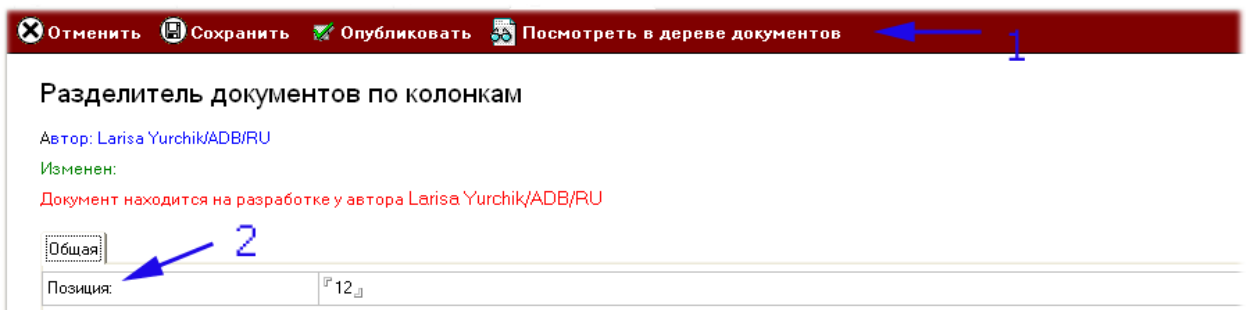 Отменить Сохранить Опубликовать Посмотреть в дереве документов 1
Разделитель документов по колонкам
Автор: Larisa Yurchik/ADB/RU
Изменен:
Документ находится на разработке у автора Larisa Yurchik/ADB/RU
Общая 2
Позиция: 12